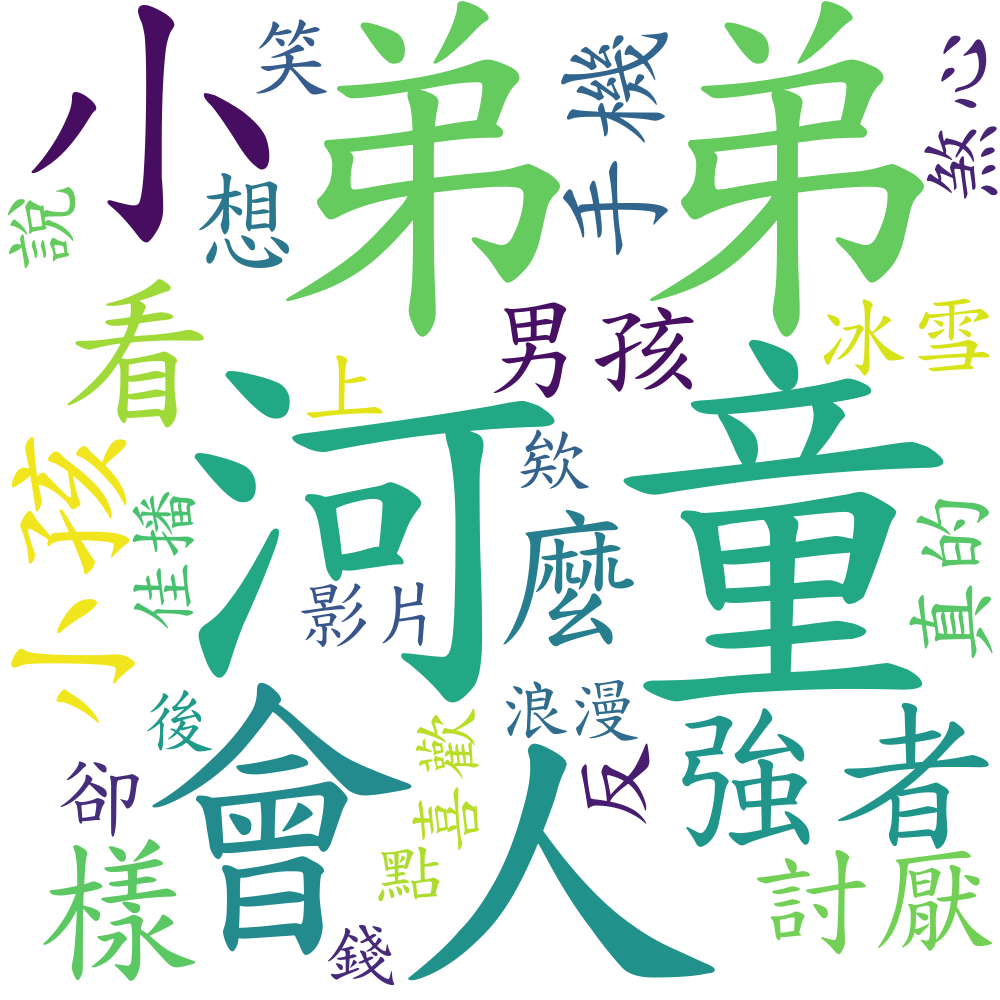 小
笑
弟弟
手機
煞心
說
想
看
男孩
冰雪
上
河童
小孩
佳播
欸
麼
影片
真的
後
會
人
浪漫
強者
喜歡
反
卻
樣
點
討厭
錢